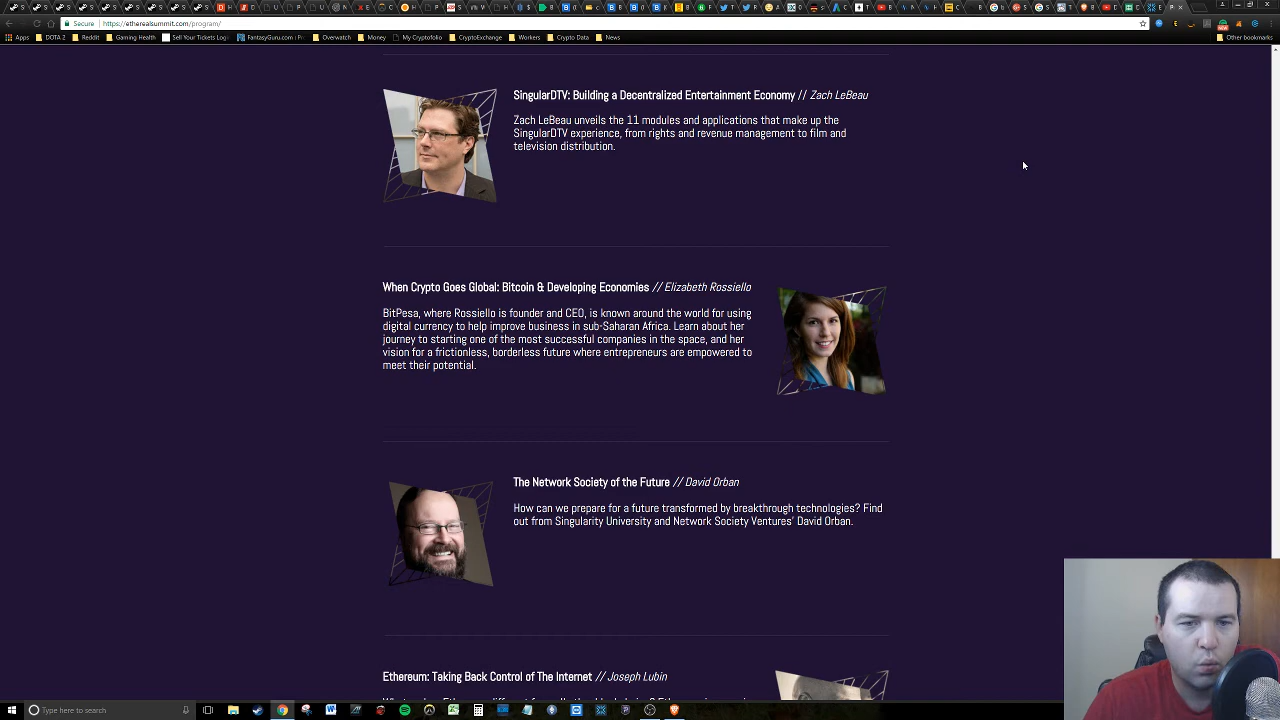 Secure
https://etherealsummit.com/program/
Apps
DOTA 2
Reddit
Gaming Health
Sell Your Tickets Logi
FantasyGuru.com | Pr
Overwatch
Money
My Cryptofolio
CryptoExchange
Workers
Crypto Data
News
Other bookmarks
SingularDTV: Building a Decentralized Entertainment Economy // Zach LeBeau
Zach LeBeau unveils the 11 modules and applications that make up the
SingularDTV experience, from rights and revenue management to film and
television distribution.
When Crypto Goes Global: Bitcoin & Developing Economies // Elizabeth Rossiello
BitPesa, where Rossiello is founder and CEO, is known around the world for using
digital currency to help improve business in sub-Saharan Africa. Learn about her
journey to starting one of the most successful companies in the space, and her
vision for a frictionless, borderless future where entrepreneurs are empowered to
meet their potential.
The Network Society of the Future // David Orban
How can we prepare for a future transformed by breakthrough technologies? Find
out from Singularity University and Network Society Ventures' David Orban.
Ethereum: Taking Back Control of The Internet // Joseph Lubin
Type here to search